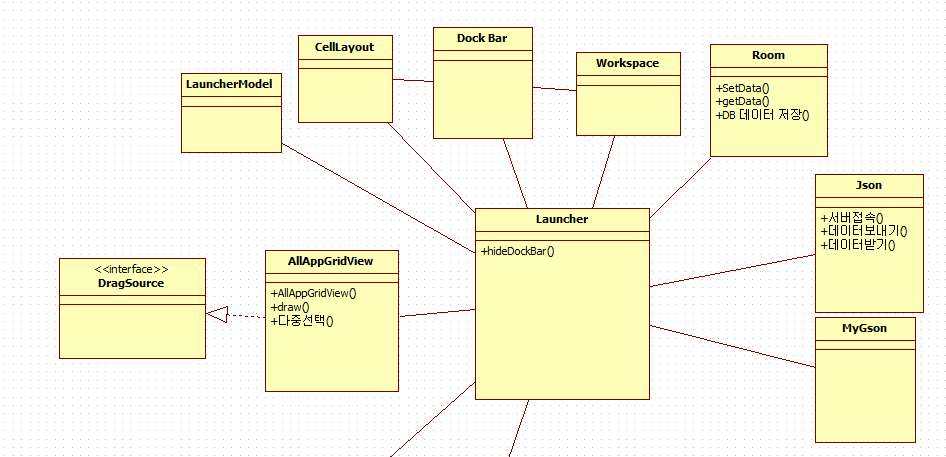 LauncherModel
CellLayout
Dock Bar
Workspace
Room
+SetData()
+getData()
+DB 데이터 저장()
Launcher
+hideDockBar()
Json
+서버접속()
+데이터보내기()
+데이터받기()
<<interface>>
DragSource
AllAppGridView
+AllAppGridView()
+draw()
+다중선택()
MyGson